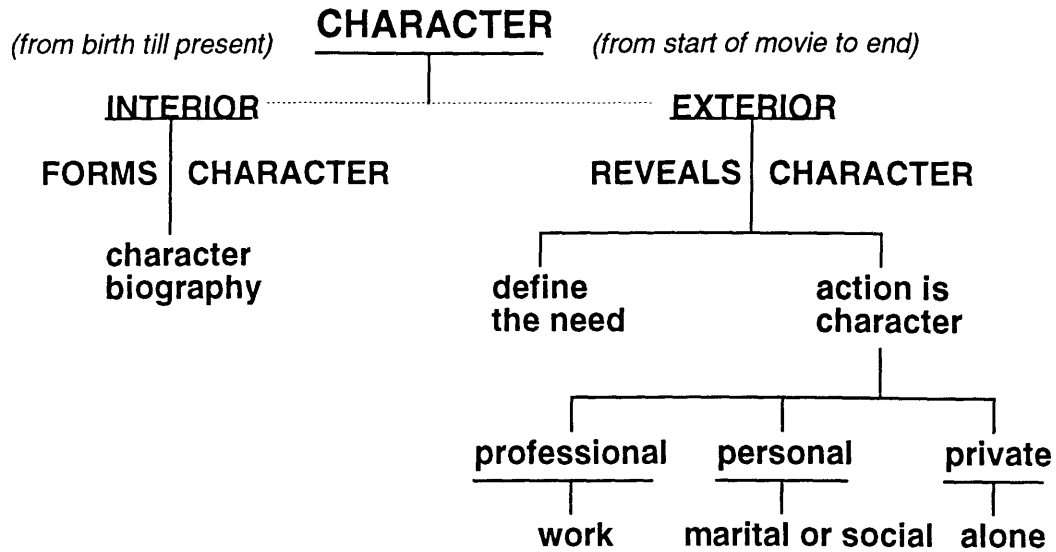 CHARACTER
(from birth till present)
(from start of movie to end)
INTERIOR
EXTERIOR
FORMS CHARACTER
REVEALS CHARACTER
character
biography
define
the need
action is
character
professional
personal
private
work
marital or social
alone